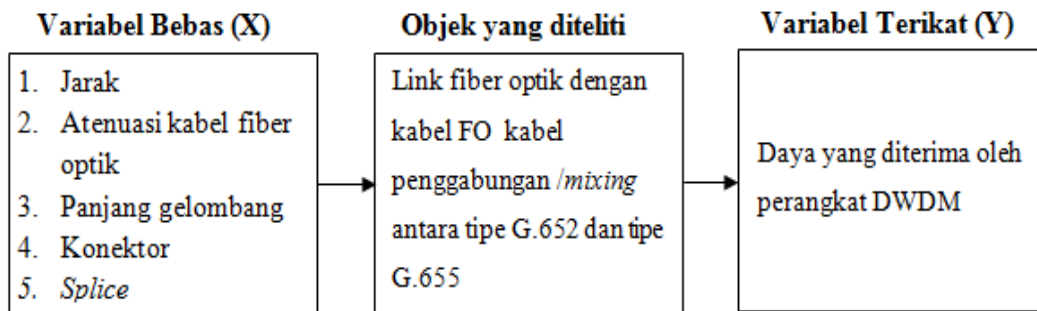 Variabel Bebas (X)
1. Jarak
2. Atenuasi kabel fiber
optik
3. Panjang gelombang
4. Konektor
5. Splice
Objek yang diteliti
Link fiber optik dengan
kabel FO kabel
penggabungan /mixing
antara tipe G.652 dan tipe
G.655
Variabel Terikat (Y)
Daya yang diterima oleh
perangkat DWDM